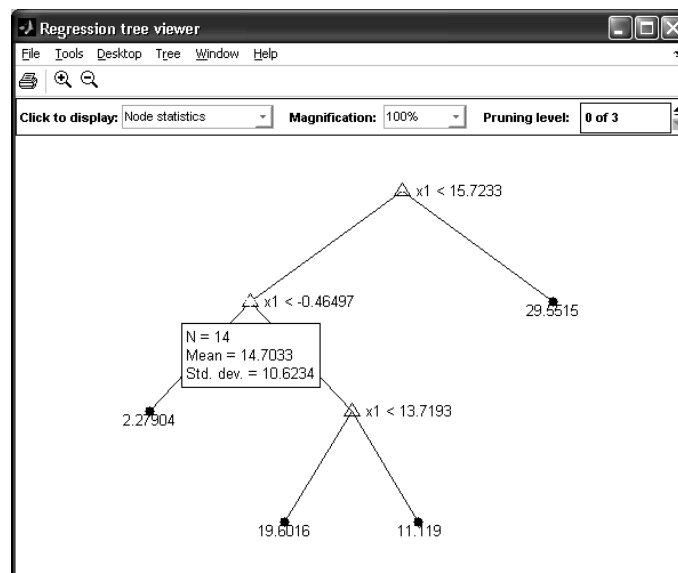 Regression tree viewer
File Tools Desktop Tree Window Help
Click to display: Node statistics Magnification: 100% Pruning level: 0 of 3
x1 < 15.7233
x1 < -0.46497
29.5515
N = 14
Mean = 14.7033
Std. dev. = 10.6234
2.27904
x1 < 13.7193
19.6016
11.119